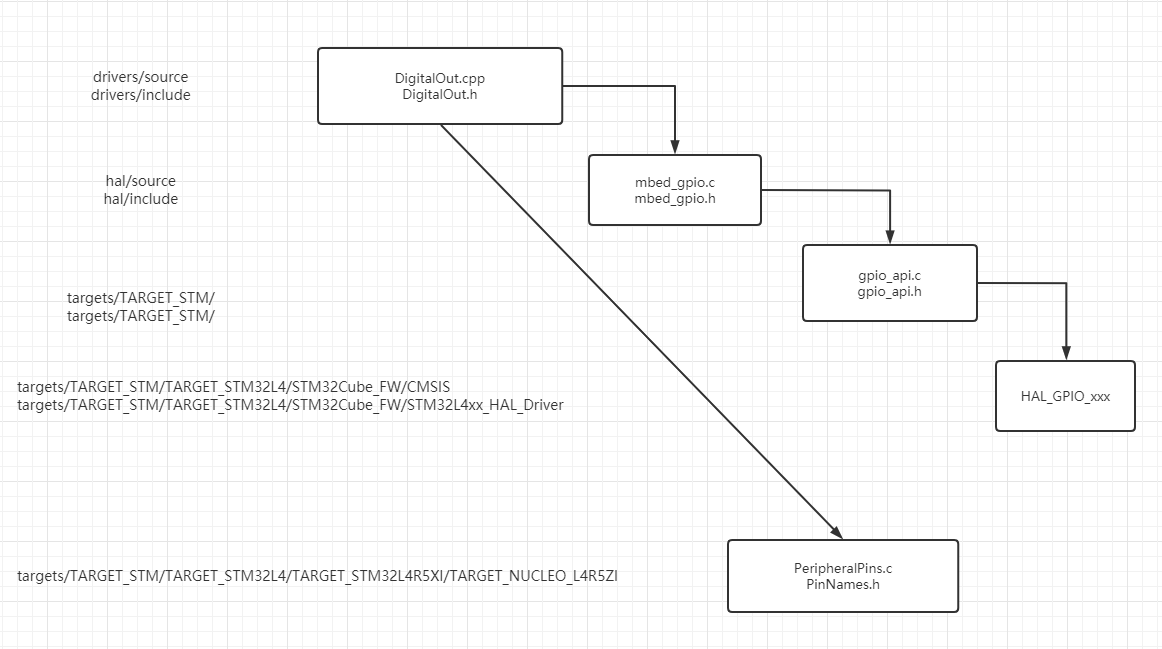 drivers/source
drivers/include
DigitalOut.cpp
DigitalOut.h
hal/source
hal/include
mbed_gpio.c
mbed_gpio.h
targets/TARGET_STM/
targets/TARGET_STM/
gpio_api.c
gpio_api.h
targets/TARGET_STM/TARGET_STM32L4/STM32Cube_FW/CMSIS
targets/TARGET_STM/TARGET_STM32L4/STM32Cube_FW/STM32L4xx_HAL_Driver
HAL_GPIO_xxx
targets/TARGET_STM/TARGET_STM32L4/TARGET_STM32L4R5XI/TARGET_NUCLEO_L4R5ZI
PeripheralPins.c
PinNames.h